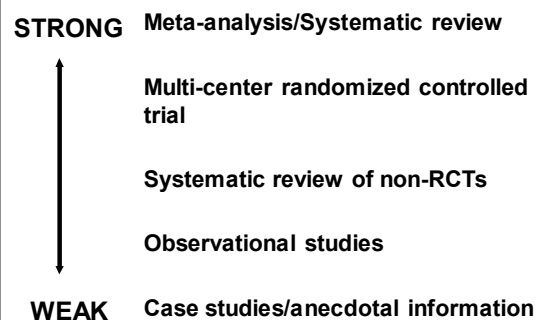 STRONG Meta-analysis/Systematic review
Multi-center randomized controlled
trial
Systematic review of non-RCTs
Observational studies
WEAK Case studies/anecdotal information